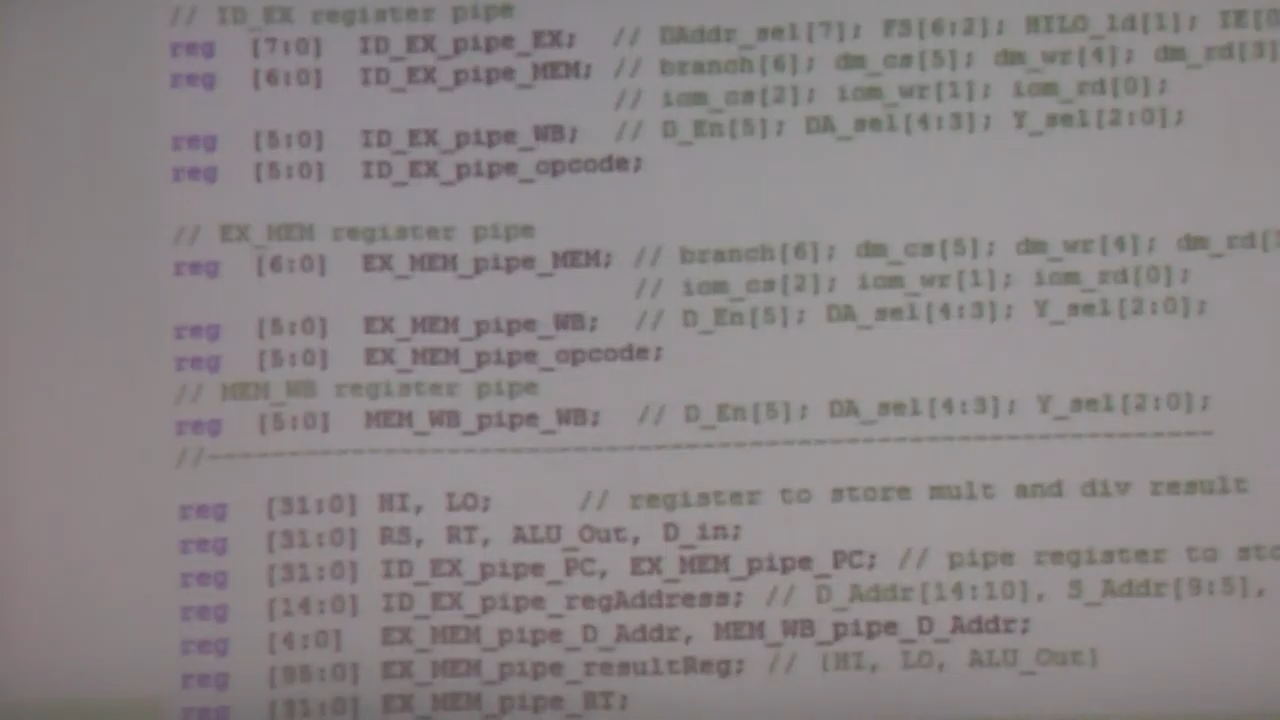 // ID_EX register pipe
reg [7:0] ID_EX_pipe_EX; // DAddr_sel[7]; FS[6:2]; HILO_ld[1]; IE[0
reg [6:0] ID_EX_pipe_MEM; // branch[6]; dm_cs[5]; dm_wr[4]; dm_rd[3]
// iom_cs[2]; iom_wr[1]; iom_rd[0];
reg [5:0] ID_EX_pipe_WB; // D_En[5]; DA_sel[4:3]; Y_sel[2:0];
reg [5:0] ID_EX_pipe_opcode;
// EX_MEM register pipe
reg [6:0] EX_MEM_pipe_MEM; // branch[6]; dm_cs[5]; dm_wr[4]; dm_rd[3
// iom_cs[2]; iom_wr[1]; iom_rd[0];
reg [5:0] EX_MEM_pipe_WB; // D_En[5]; DA_sel[4:3]; Y_sel[2:0];
reg [5:0] EX_MEM_pipe_opcode;
// MEM_WB register pipe
reg [5:0] MEM_WB_pipe_WB; // D_En[5]; DA_sel[4:3]; Y_sel[2:0];
//------------------------------------------------------------------
reg [31:0] HI, LO; // register to store mult and div result
reg [31:0] RS, RT, ALU_Out, D_in;
reg [31:0] ID_EX_pipe_PC, EX_MEM_pipe_PC; // pipe register to sto
reg [14:0] ID_EX_pipe_regAddress; // D_Addr[14:10], S_Addr[9:5],
reg [4:0] EX_MEM_pipe_D_Addr, MEM_WB_pipe_D_Addr;
reg [95:0] EX_MEM_pipe_resultReg; // {HI, LO, ALU_Out}
reg [31:0] EX_MEM_pipe_RT;